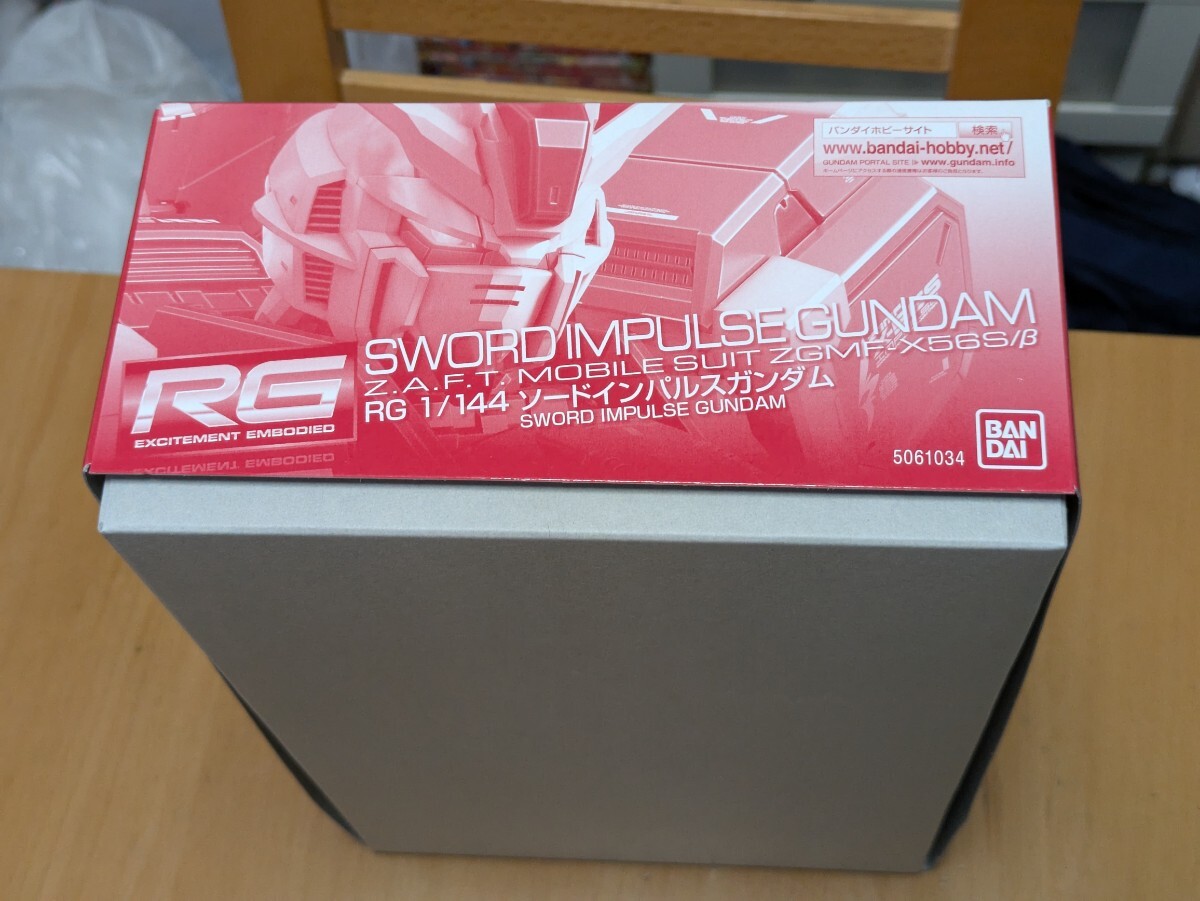 バンダイホビーサイト 検索
www.bandai-hobby.net/
GUNDAM PORTAL SITE www.gundam.info
SWORD IMPULSE GUNDAM
Z.A.F.T. MOBILE SUIT ZGMF-X56S/β
RG 1/144 ソードインパルスガンダム
SWORD IMPULSE GUNDAM
RG
EXCITEMENT EMBODIED
5061034
BAN
DAI